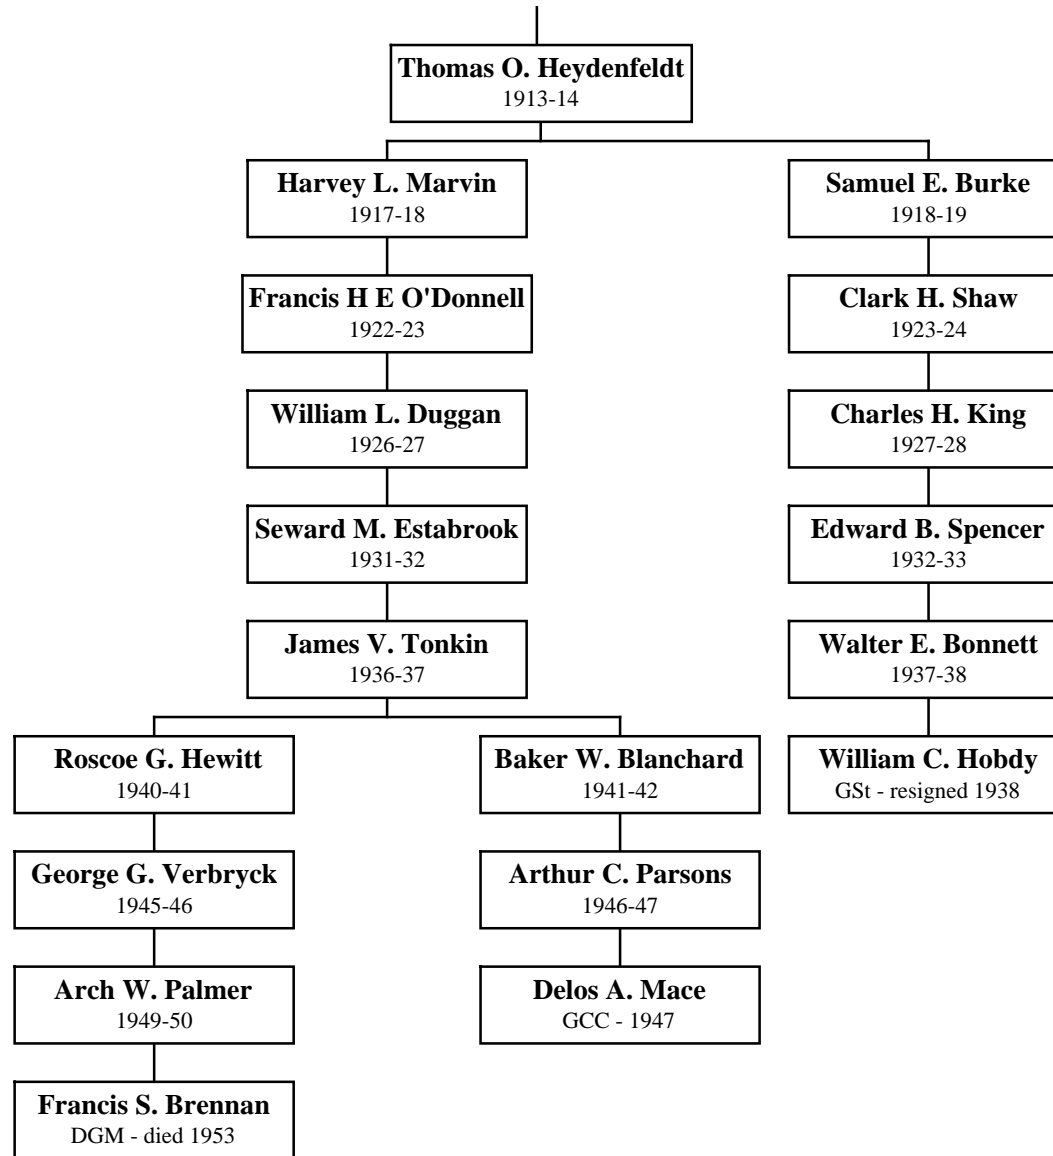 Thomas O. Heydenfeldt
1913-14
Harvey L. Marvin
1917-18
Samuel E. Burke
1918-19
Francis H E O'Donnell
1922-23
Clark H. Shaw
1923-24
William L. Duggan
1926-27
Charles H. King
1927-28
Seward M. Estabrook
1931-32
Edward B. Spencer
1932-33
James V. Tonkin
1936-37
Walter E. Bonnett
1937-38
Roscoe G. Hewitt
1940-41
Baker W. Blanchard
1941-42
William C. Hobdy
GSt - resigned 1938
George G. Verbryck
1945-46
Arthur C. Parsons
1946-47
Arch W. Palmer
1949-50
Delos A. Mace
GCC - 1947
Francis S. Brennan
DGM - died 1953